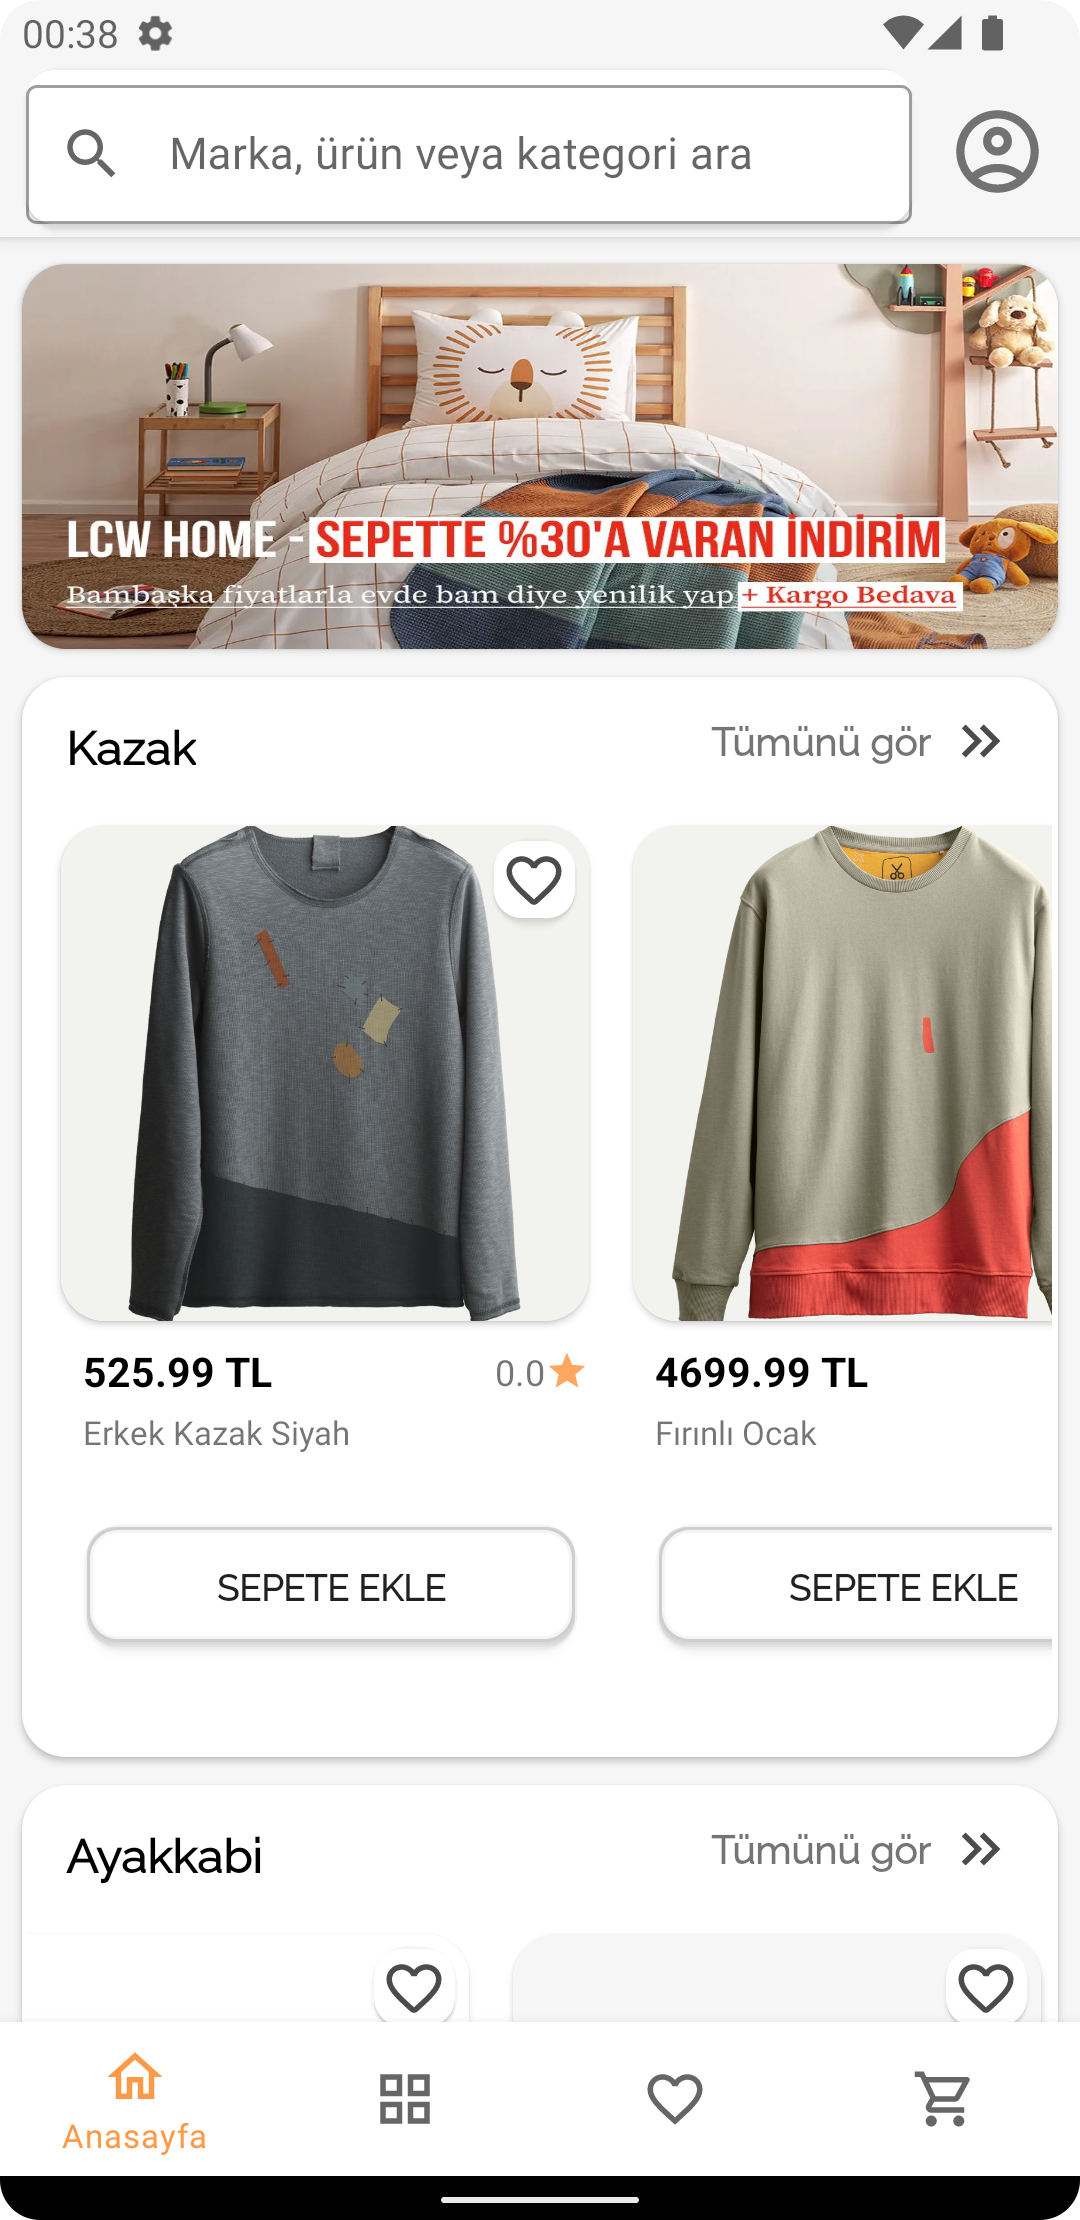 00:38
Marka, ürün veya kategori ara
LCW HOME - SEPETTE %30'A VARAN İNDİRİM
Bambaşka fiyatlarla evde bam diye yenilik yap + Kargo Bedava
Kazak
Tümünü gör
525.99 TL
0.0
4699.99 TL
Erkek Kazak Siyah
Fırınlı Ocak
SEPETE EKLE
SEPETE EKLE
Ayakkabi
Tümünü gör
Anasayfa